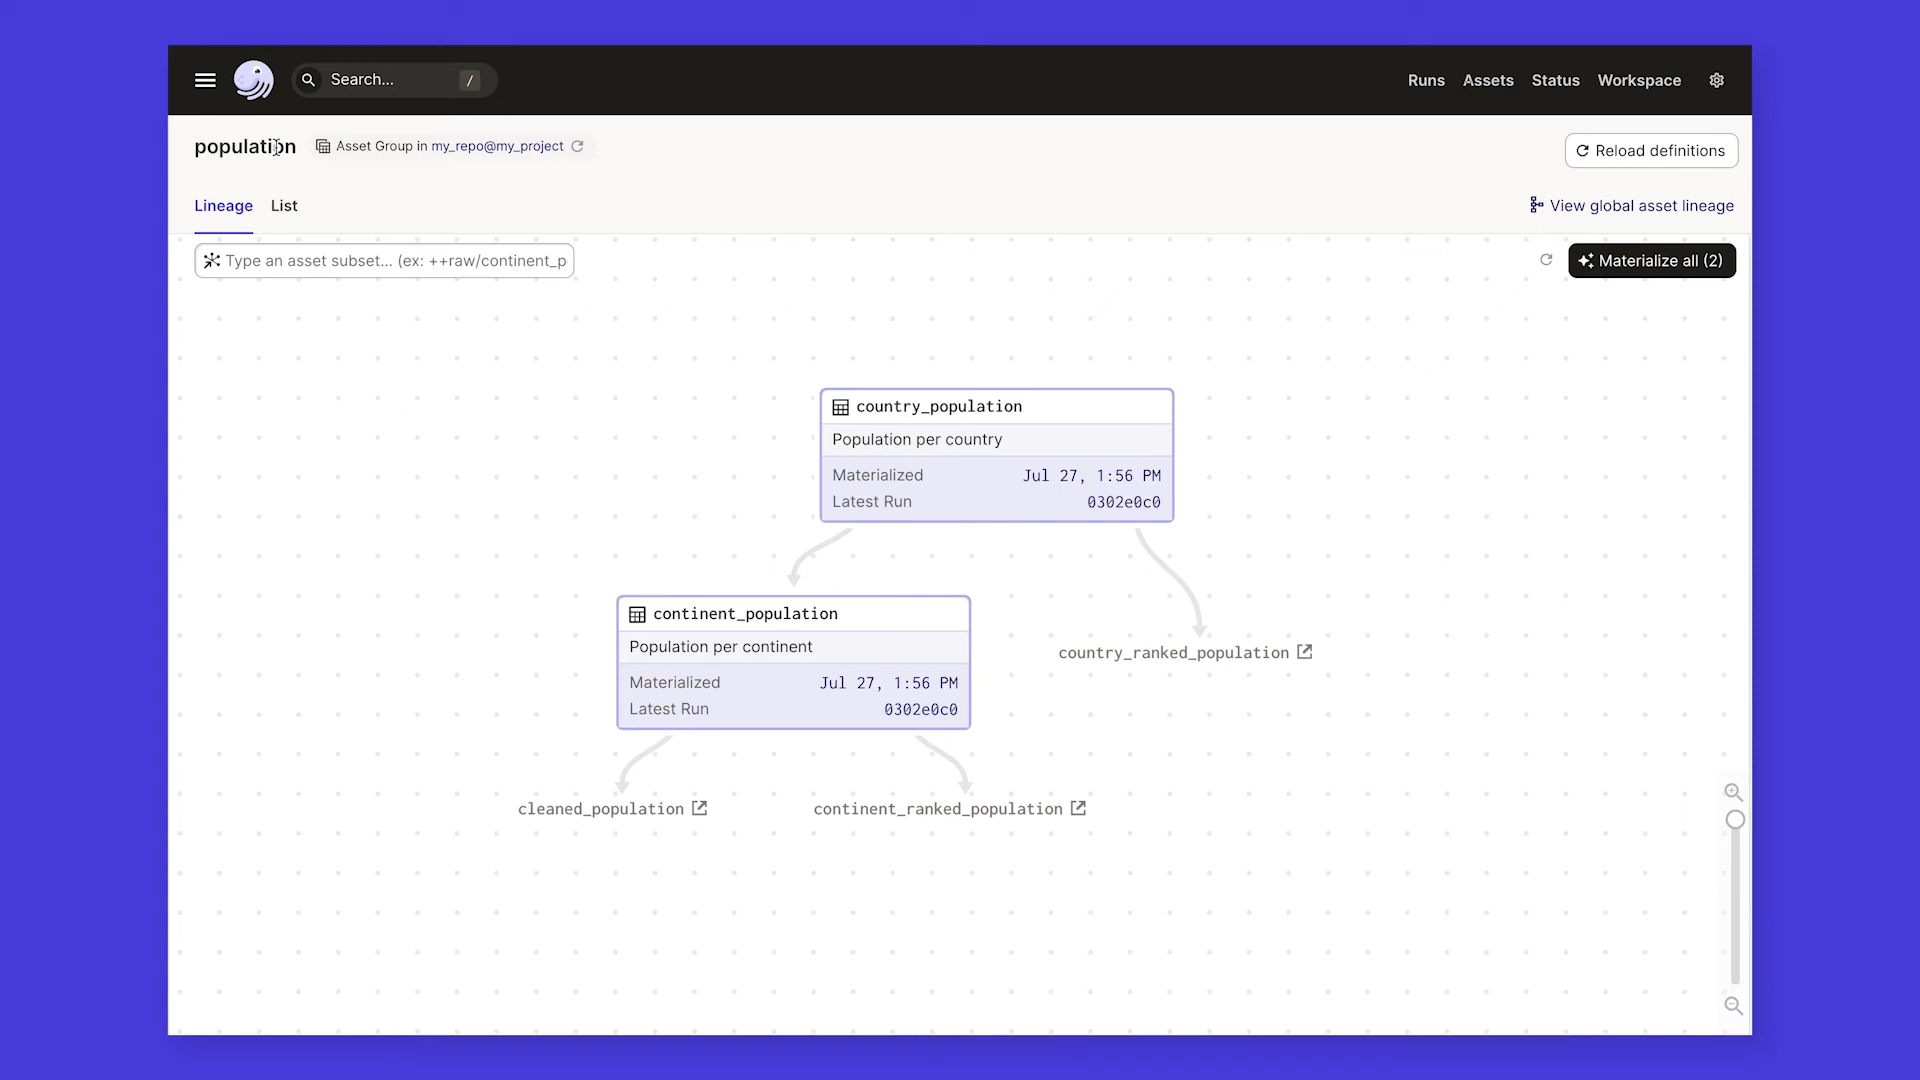 Search... /
Runs Assets Status Workspace
population Asset Group in my_repo@my_project
Reload definitions
Lineage List
View global asset lineage
Type an asset subset... (ex: ++raw/continent_p
Materialize all (2)
country_population
Population per country
Materialized Jul 27, 1:56 PM
Latest Run 0302e0c0
continent_population
Population per continent
Materialized Jul 27, 1:56 PM
Latest Run 0302e0c0
country_ranked_population
cleaned_population
continent_ranked_population